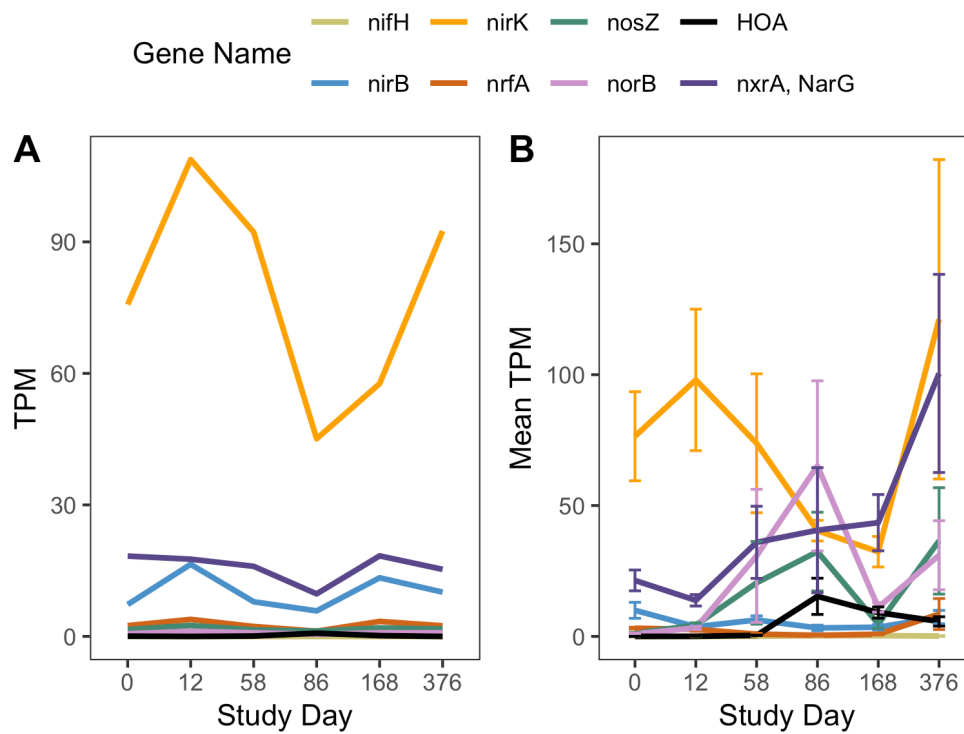 Gene Name
nifH nirK nosZ HOA
nirB nrfA norB nxrA, NarG
A
B
TPM
90
60
30
0
0 12 58 86 168 376
Study Day
Mean TPM
150
100
50
0
0 12 58 86 168 376
Study Day